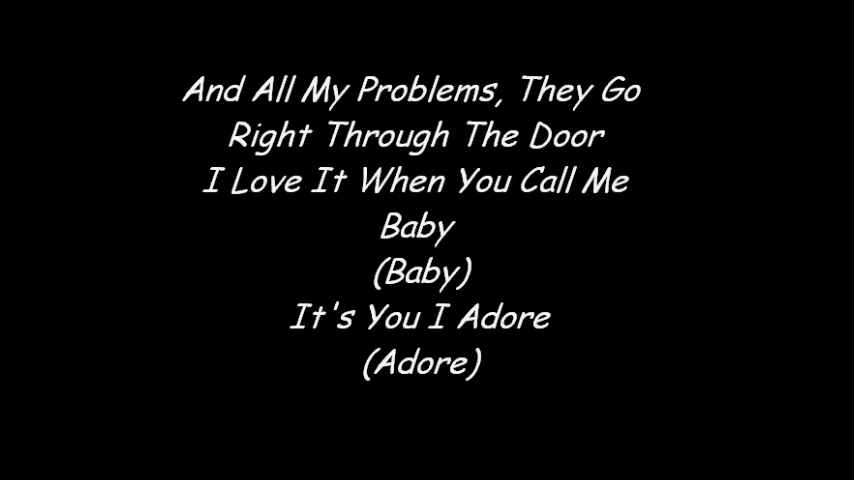 And All My Problems, They Go
Right Through The Door
I Love It When You Call Me
Baby
(Baby)
It's You I Adore
(Adore)